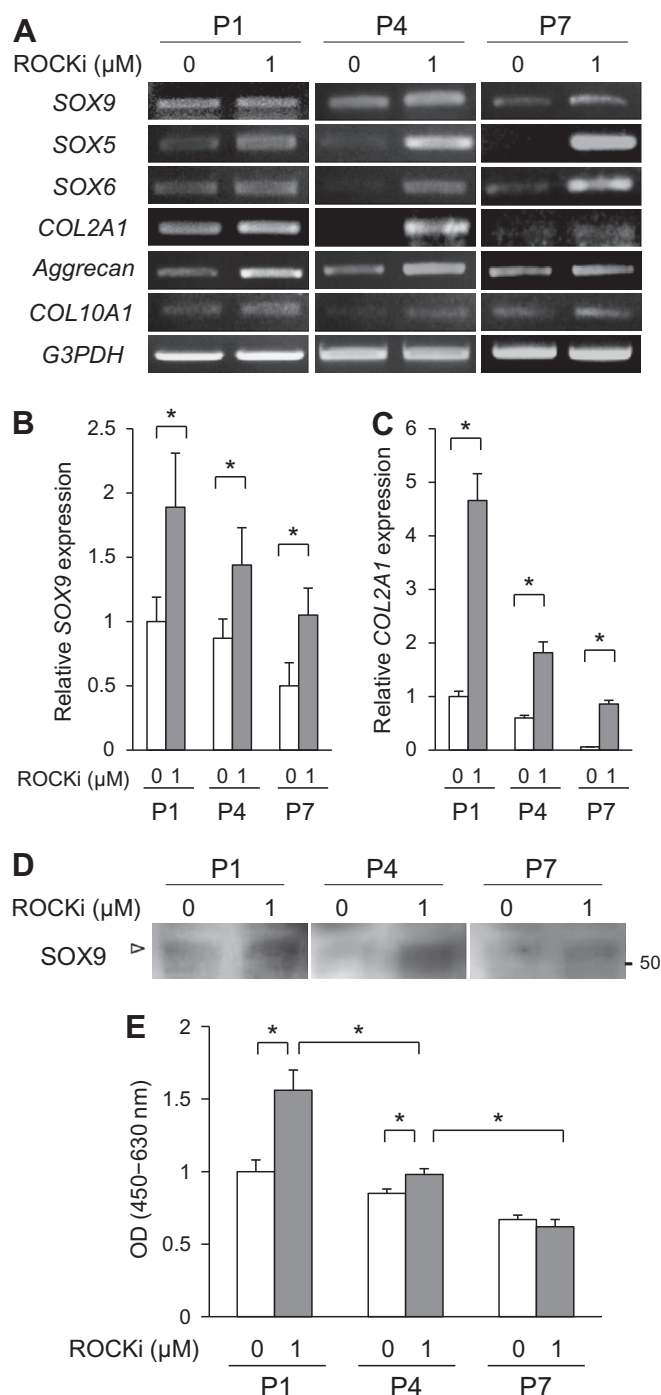 A
P1 P4 P7
ROCKi (μM) 0 1 0 1 0 1
SOX9
SOX5
SOX6
COL2A1
Aggrecan
COL10A1
G3PDH
B
2.5
2
1.5
1
0.5
0
Relative SOX9 expression
*
*
*
ROCKi (μM) 0 1 0 1 0 1
P1 P4 P7
C
6
5
4
3
2
1
0
Relative COL2A1 expression
*
*
*
ROCKi (μM) 0 1 0 1 0 1
P1 P4 P7
D
P1 P4 P7
ROCKi (μM) 0 1 0 1 0 1
SOX9
50
E
2
1.5
1
0.5
0
OD (450−630 nm)
* *
* *
ROCKi (μM) 0 1 0 1 0 1
P1 P4 P7